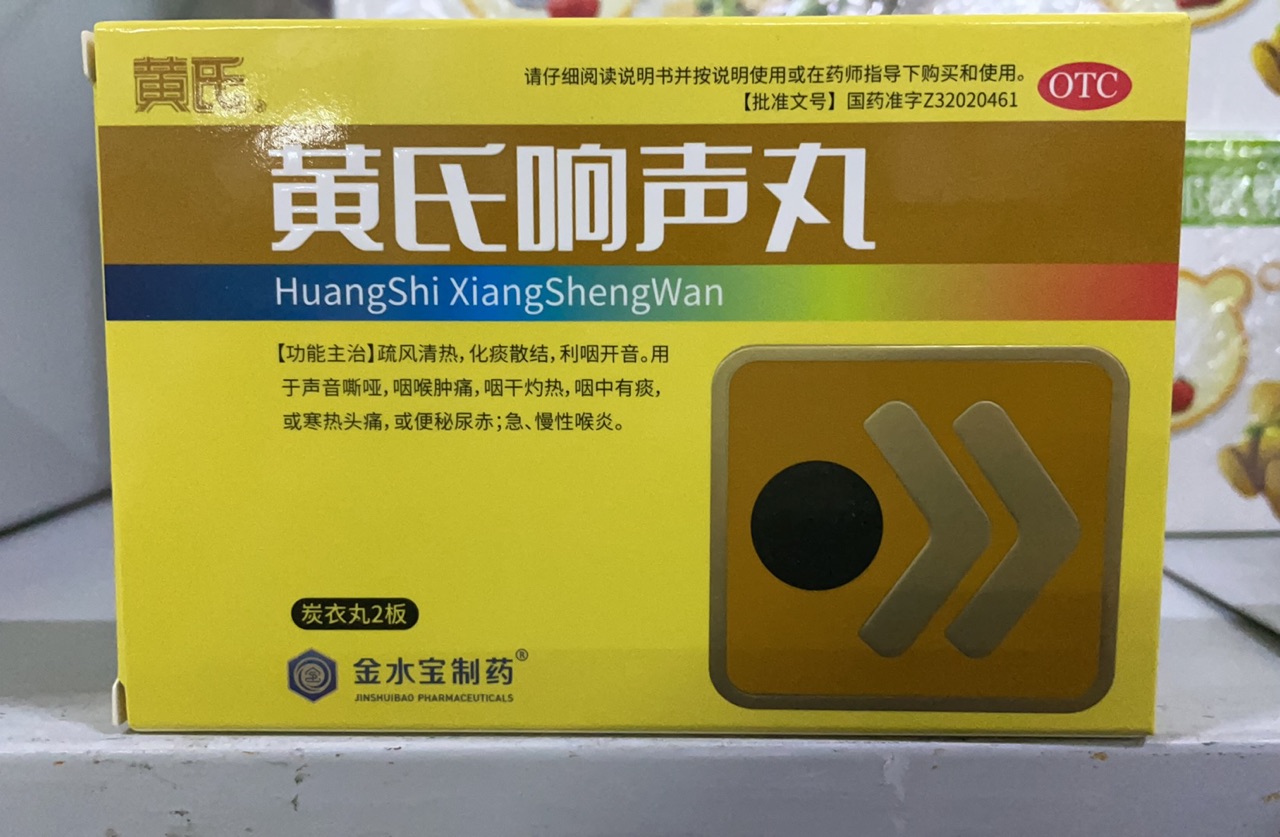 黄氏®
请仔细阅读说明书并按说明使用或在药师指导下购买和使用。
【批准文号】国药准字Z32020461
OTC
黄氏响声丸
HuangShi XiangShengWan
【功能主治】疏风清热,化痰散结,利咽开音。用
于声音嘶哑,咽喉肿痛,咽干灼热,咽中有痰,
或寒热头痛,或便秘尿赤;急、慢性喉炎。
炭衣丸2板
金水宝制药®
JINSHUIBAO PHARMACEUTICALS